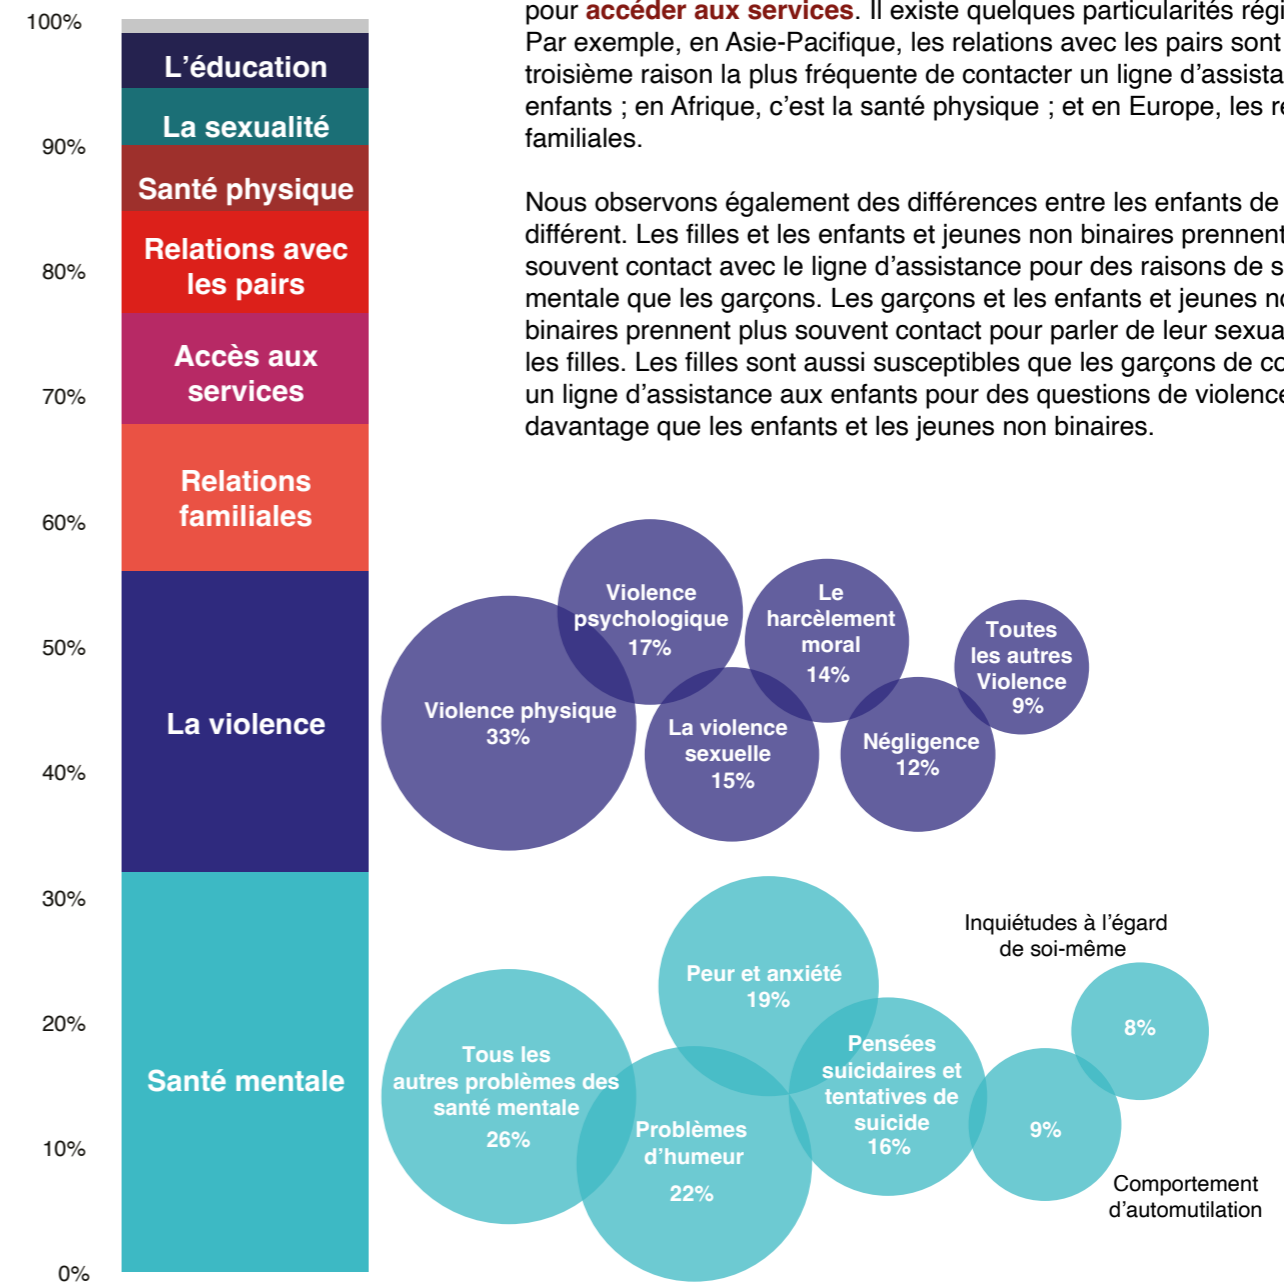 100%
90%
80%
70%
60%
50%
40%
30%
20%
10%
0%
L’éducation
La sexualité
Santé physique
Relations avec
les pairs
Accès aux
services
Relations
familiales
La violence
Santé mentale
pour accéder aux services. Il existe quelques particularités
Par exemple, en Asie-Pacifique, les relations avec les pairs sont
troisième raison la plus fréquente de contacter un ligne
enfants ; en Afrique, c’est la santé physique ; et en Europe, les
familiales.
Nous observons également des différences entre les enfants de
différent. Les filles et les enfants et jeunes non binaires prennent
souvent contact avec le ligne d’assistance pour des raisons de
mentale que les garçons. Les garçons et les enfants et jeunes
binaires prennent plus souvent contact pour parler de leur
les filles. Les filles sont aussi susceptibles que les garçons de
un ligne d’assistance aux enfants pour des questions de violence
davantage que les enfants et les jeunes non binaires.
Violence physique
33%
Violence
psychologique
17%
La violence
sexuelle
15%
Le
harcèlement
moral
14%
Négligence
12%
Toutes
les autres
Violence
9%
Tous les
autres problèmes des
santé mentale
26%
Problèmes
d’humeur
22%
Peur et anxiété
19%
Pensées
suicidaires et
tentatives de
suicide
16%
9%
Comportement
d’automutilation
Inquiétudes à l’égard
de soi-même
8%